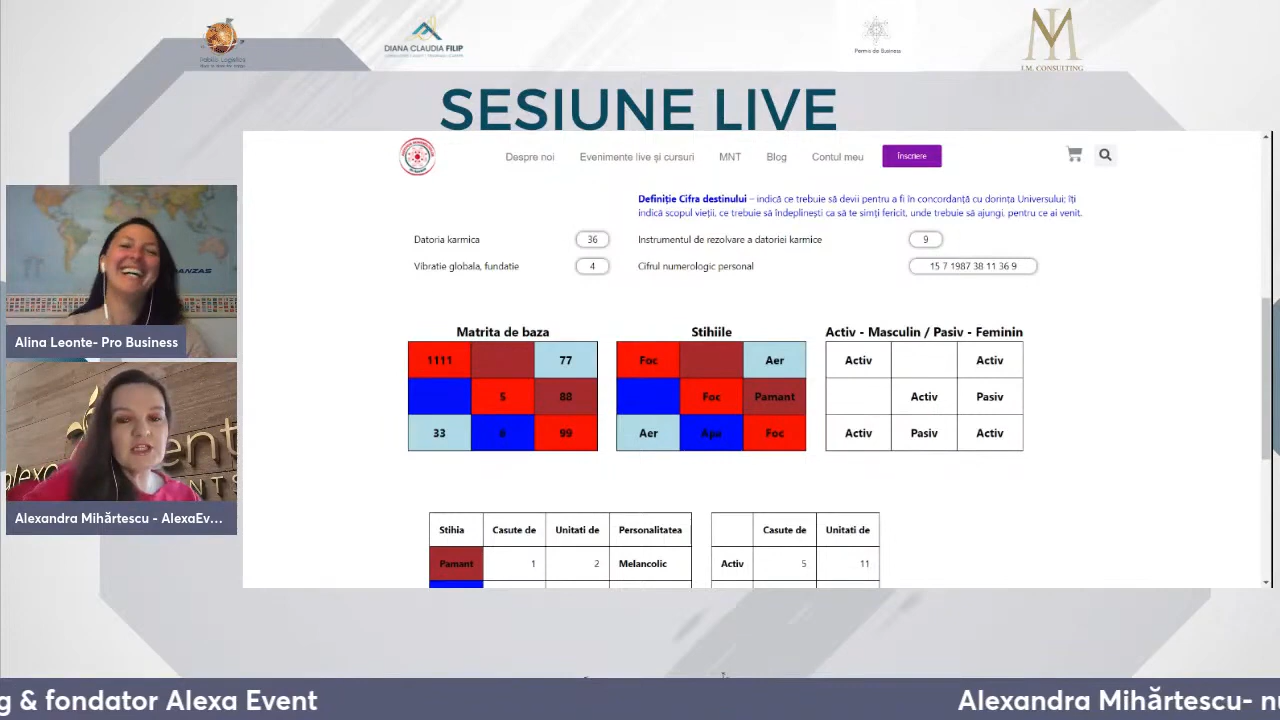 DIANA CLAUDIA FILIP
Permis de Business
I.M. CONSULTING
SESIUNE LIVE
Despre noi
Evenimente live și cursuri
MNT
Blog
Contul meu
Înscriere
Definiție Cifra destinului – indică ce trebuie să devii pentru a fi în concordanță cu dorința Universului; îți
indică scopul vieții, ce trebuie să îndeplinești ca să te simți fericit, unde trebuie să ajungi, pentru ce ai venit.
Datoria karmica 36
Instrumentul de rezolvare a datoriei karmice 9
Vibratie globala, fundatie 4
Cifrul numerologic personal 15 7 1987 38 11 36 9
Matrita de baza
1111 77
5 88
33 6 99
Stihiile
Foc Aer
Foc Pamant
Aer Apa Foc
Activ - Masculin / Pasiv - Feminin
Activ Activ
Activ Pasiv
Activ Pasiv Activ
Stihia Casute de Unitati de Personalitatea
Pamant 1 2 Melancolic
Casute de Unitati de
Activ 5 11
Alina Leonte- Pro Business
Alexandra Mihărtescu - AlexaEv...
g & fondator Alexa Event
Alexandra Mihărtescu- nu